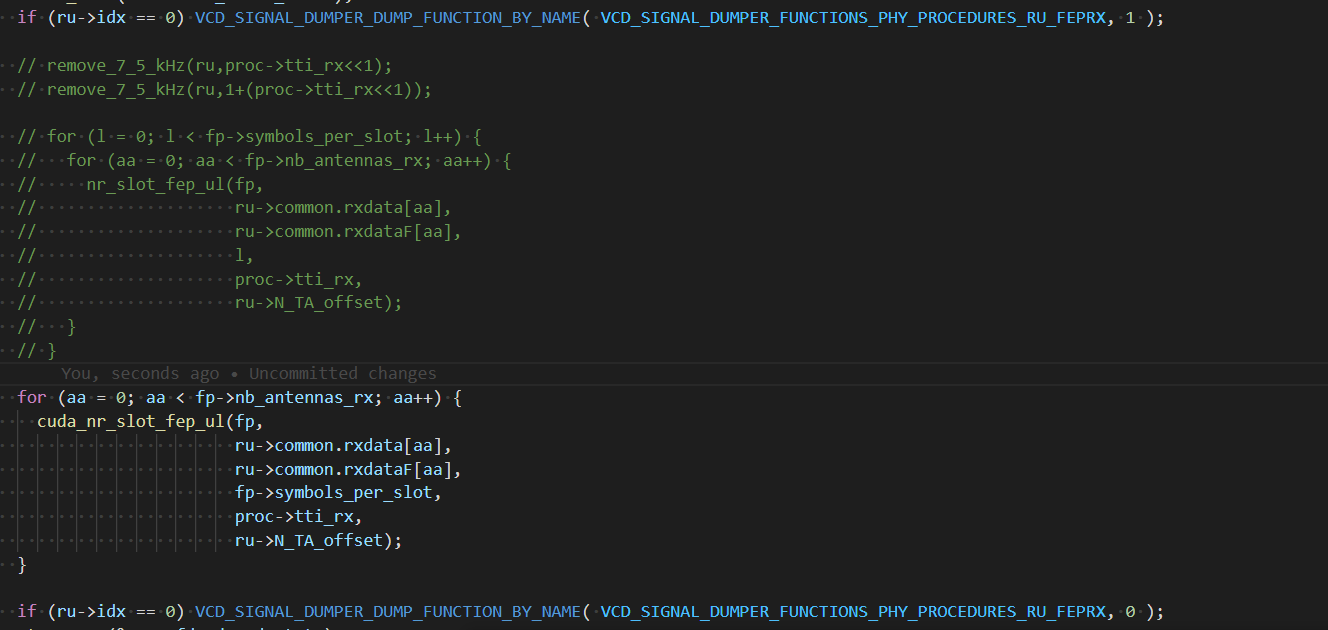 if (ru->idx == 0) VCD_SIGNAL_DUMPER_DUMP_FUNCTION_BY_NAME( VCD_SIGNAL_DUMPER_FUNCTIONS_PHY_PROCEDURES_RU_FEPRX, 1 );
// remove_7_5_kHz(ru,proc->tti_rx<<1);
// remove_7_5_kHz(ru,1+(proc->tti_rx<<1));
// for (l = 0; l < fp->symbols_per_slot; l++) {
//   for (aa = 0; aa < fp->nb_antennas_rx; aa++) {
//     nr_slot_fep_ul(fp,
//                    ru->common.rxdata[aa],
//                    ru->common.rxdataF[aa],
//                    l,
//                    proc->tti_rx,
//                    ru->N_TA_offset);
//   }
// }
You, seconds ago • Uncommitted changes
for (aa = 0; aa < fp->nb_antennas_rx; aa++) {
  cuda_nr_slot_fep_ul(fp,
                      ru->common.rxdata[aa],
                      ru->common.rxdataF[aa],
                      fp->symbols_per_slot,
                      proc->tti_rx,
                      ru->N_TA_offset);
}
if (ru->idx == 0) VCD_SIGNAL_DUMPER_DUMP_FUNCTION_BY_NAME( VCD_SIGNAL_DUMPER_FUNCTIONS_PHY_PROCEDURES_RU_FEPRX, 0 );